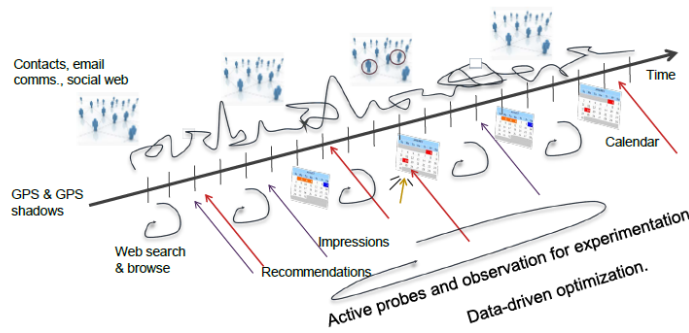 Contacts, email
comms., social web
Time
Calendar
GPS & GPS
shadows
Impressions
Web search
& browse
Recommendations
Active probes and observation for experimentation
Data-driven optimization.